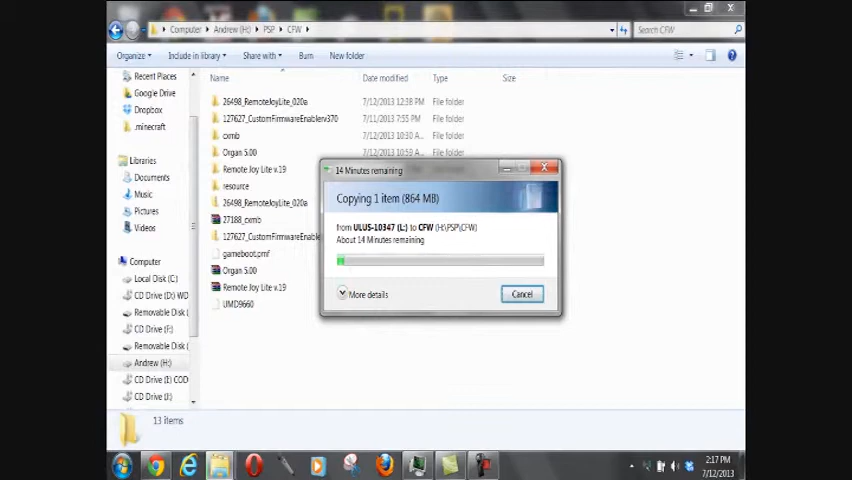 Computer Andrew (H:) PSP CFW
Search CFW
Organize Include in library Share with Burn New folder
Name Date modified Type Size
Recent Places
Google Drive
Dropbox
.minecraft
Libraries
Documents
Music
Pictures
Videos
Computer
Local Disk (C:)
CD Drive (D:) WD
Removable Disk
CD Drive (F:)
Removable Disk (
Andrew (H:)
CD Drive (I:) COD
CD Drive (J:)
26498_RemoteJoyLite_020a 7/12/2013 12:38 PM File folder
127627_CustomFirmwareEnablerv370 7/11/2013 7:55 PM File folder
cxmb 7/12/2013 10:30 A... File folder
Organ 5.00 7/12/2013 10:59 A... File folder
Remote Joy Lite v.19
resource
26498_RemoteJoyLite_020a
27188_cxmb
127627_CustomFirmwareEnable
gameboot.pmf
Organ 5.00
Remote Joy Lite v.19
UMD9660
14 Minutes remaining
Copying 1 item (864 MB)
from ULUS-10347 (L:) to CFW (H:\PSP\CFW)
About 14 Minutes remaining
More details
Cancel
13 items
2:17 PM
7/12/2013